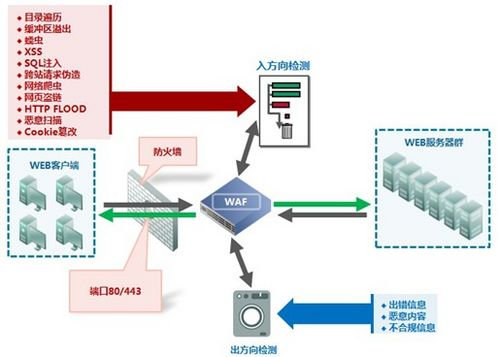 目录遍历
缓冲区溢出
蠕虫
XSS
SQL注入
跨站请求伪造
网络爬虫
网页盗链
HTTP FLOOD
恶意扫描
Cookie篡改
入方向检测
防火墙
WEB客户端
WEB服务器群
WAF
端口80/443
出错信息
恶意内容
不合规信息
出方向检测